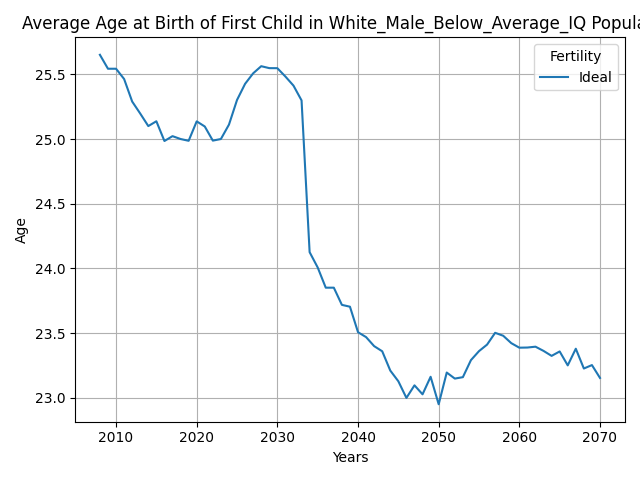 Average Age at Birth of First Child in White_Male_Below_Average_IQ Popula
Fertility
Ideal
25.5
25.0
24.5
24.0
23.5
23.0
Age
2010 2020 2030 2040 2050 2060 2070
Years